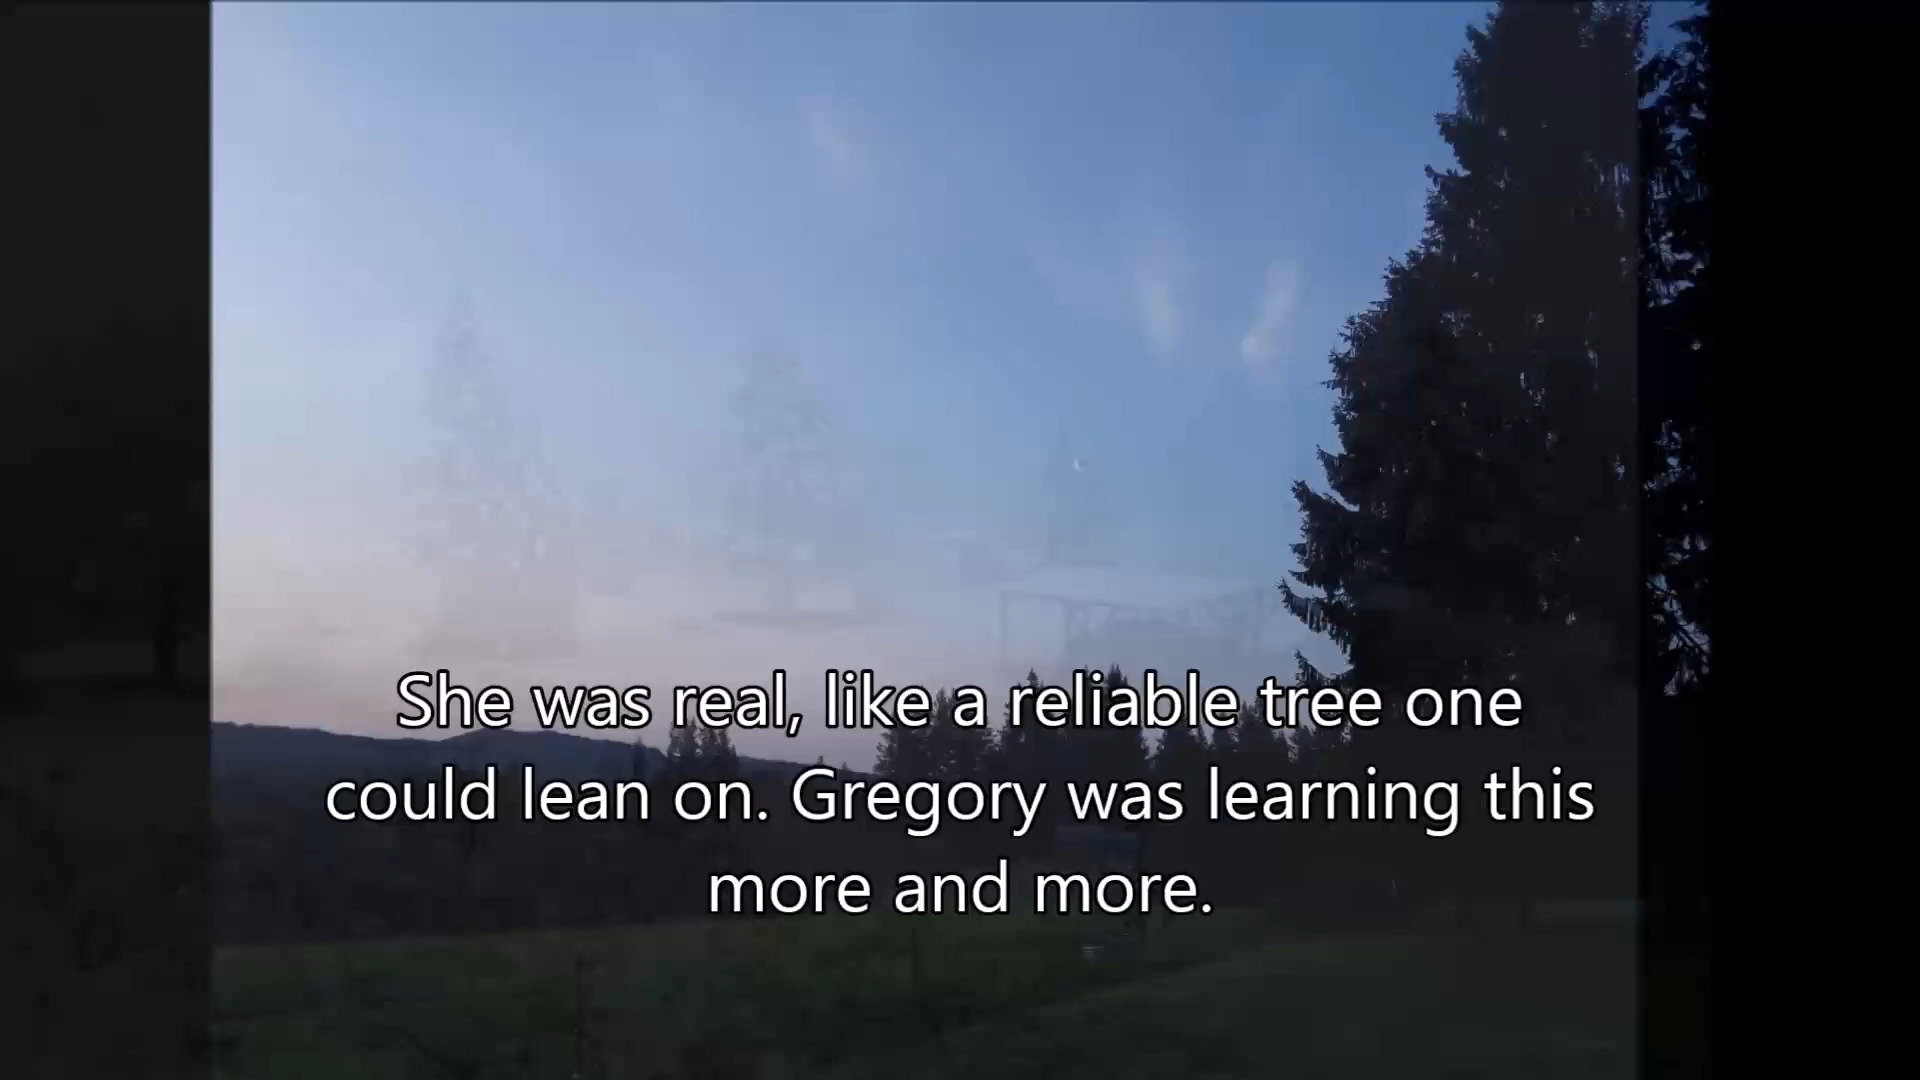 She was real, like a reliable tree one
could lean on. Gregory was learning this
more and more.